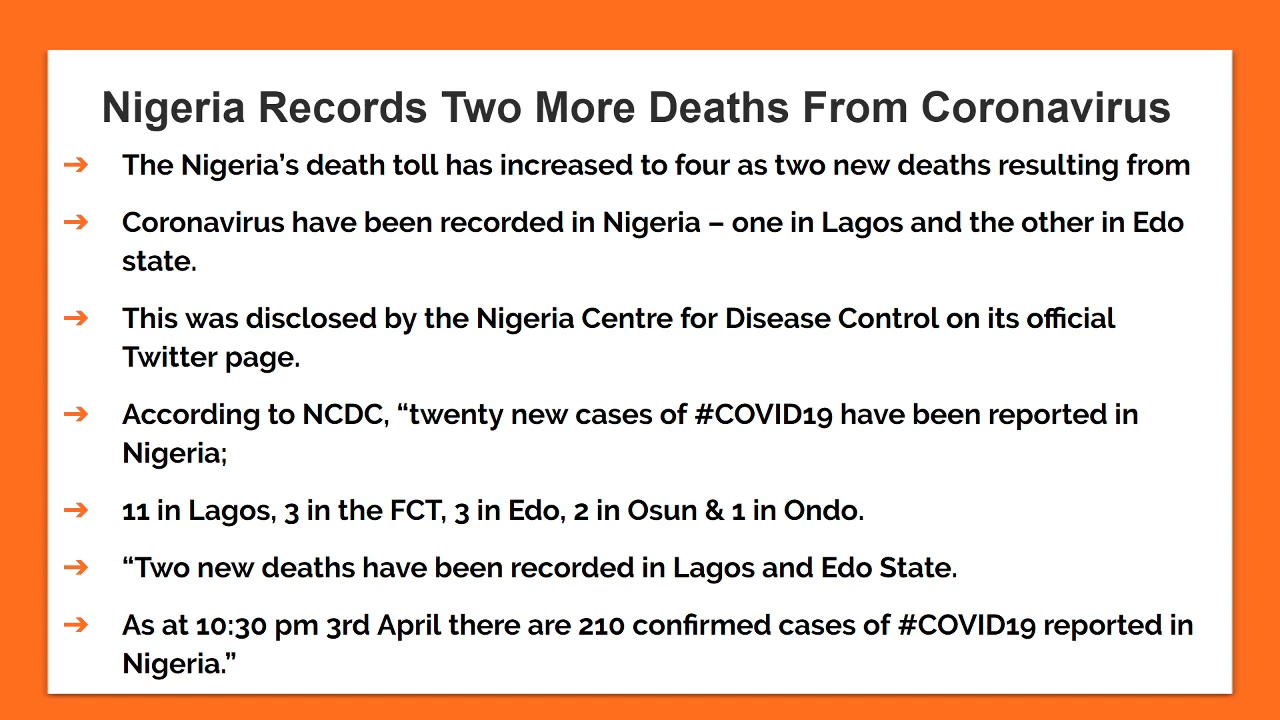 Nigeria Records Two More Deaths From Coronavirus
➔ The Nigeria’s death toll has increased to four as two new deaths resulting from
➔ Coronavirus have been recorded in Nigeria – one in Lagos and the other in Edo
state.
➔ This was disclosed by the Nigeria Centre for Disease Control on its official
Twitter page.
➔ According to NCDC, “twenty new cases of #COVID19 have been reported in
Nigeria;
➔ 11 in Lagos, 3 in the FCT, 3 in Edo, 2 in Osun & 1 in Ondo.
➔ “Two new deaths have been recorded in Lagos and Edo State.
➔ As at 10:30 pm 3rd April there are 210 confirmed cases of #COVID19 reported in
Nigeria.”